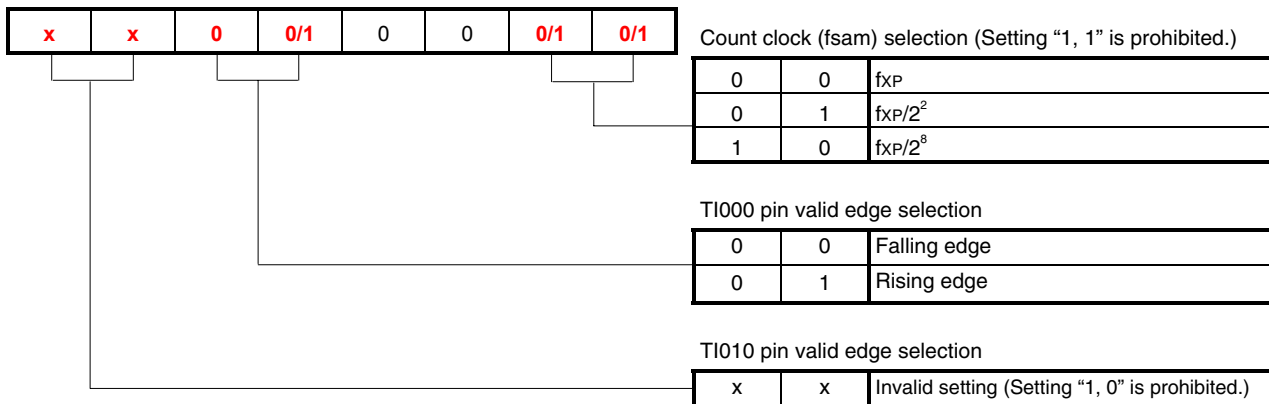 x x 0 0/1 0 0 0/1 0/1
Count clock (fsam) selection (Setting “1, 1” is prohibited.)
0 0 fXP
0 1 fXP/2²
1 0 fXP/2⁸
TI000 pin valid edge selection
0 0 Falling edge
0 1 Rising edge
TI010 pin valid edge selection
x x Invalid setting (Setting “1, 0” is prohibited.)